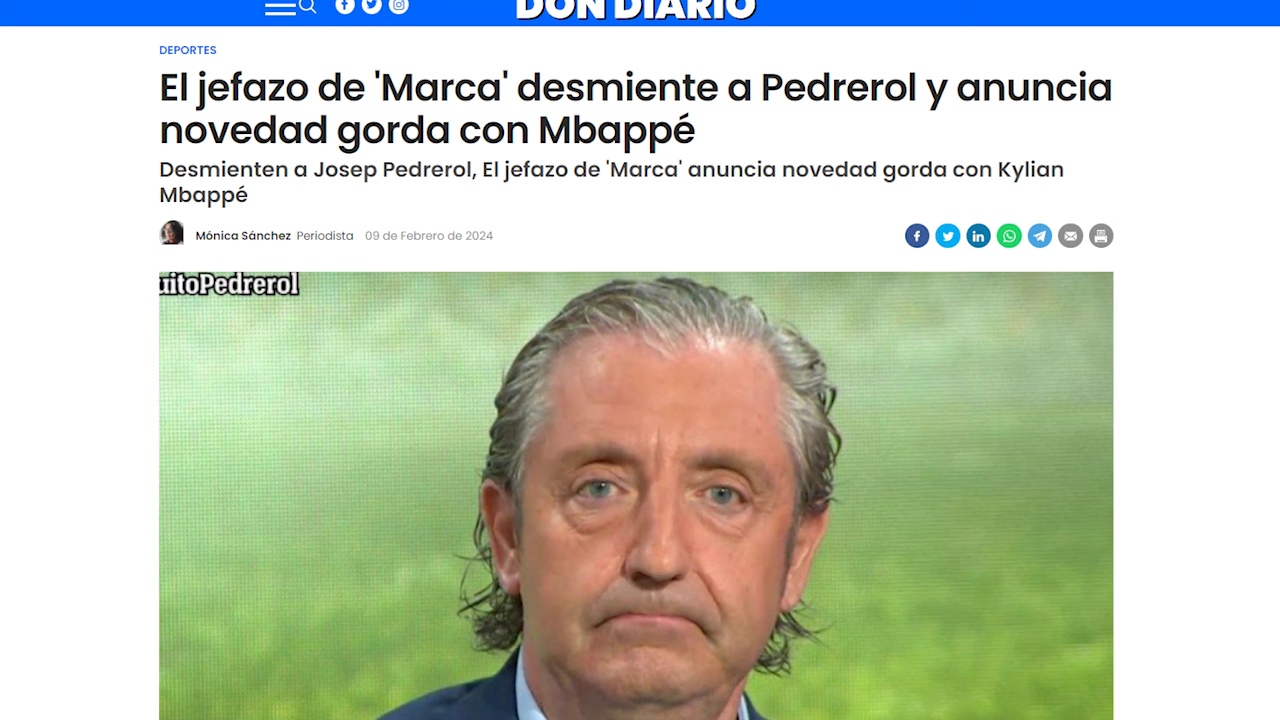 DON DIARIO
DEPORTES
El jefazo de 'Marca' desmiente a Pedrerol y anuncia
novedad gorda con Mbappé
Desmienten a Josep Pedrerol, El jefazo de 'Marca' anuncia novedad gorda con Kylian
Mbappé
Mónica Sánchez Periodista 09 de Febrero de 2024
uitoPedrerol